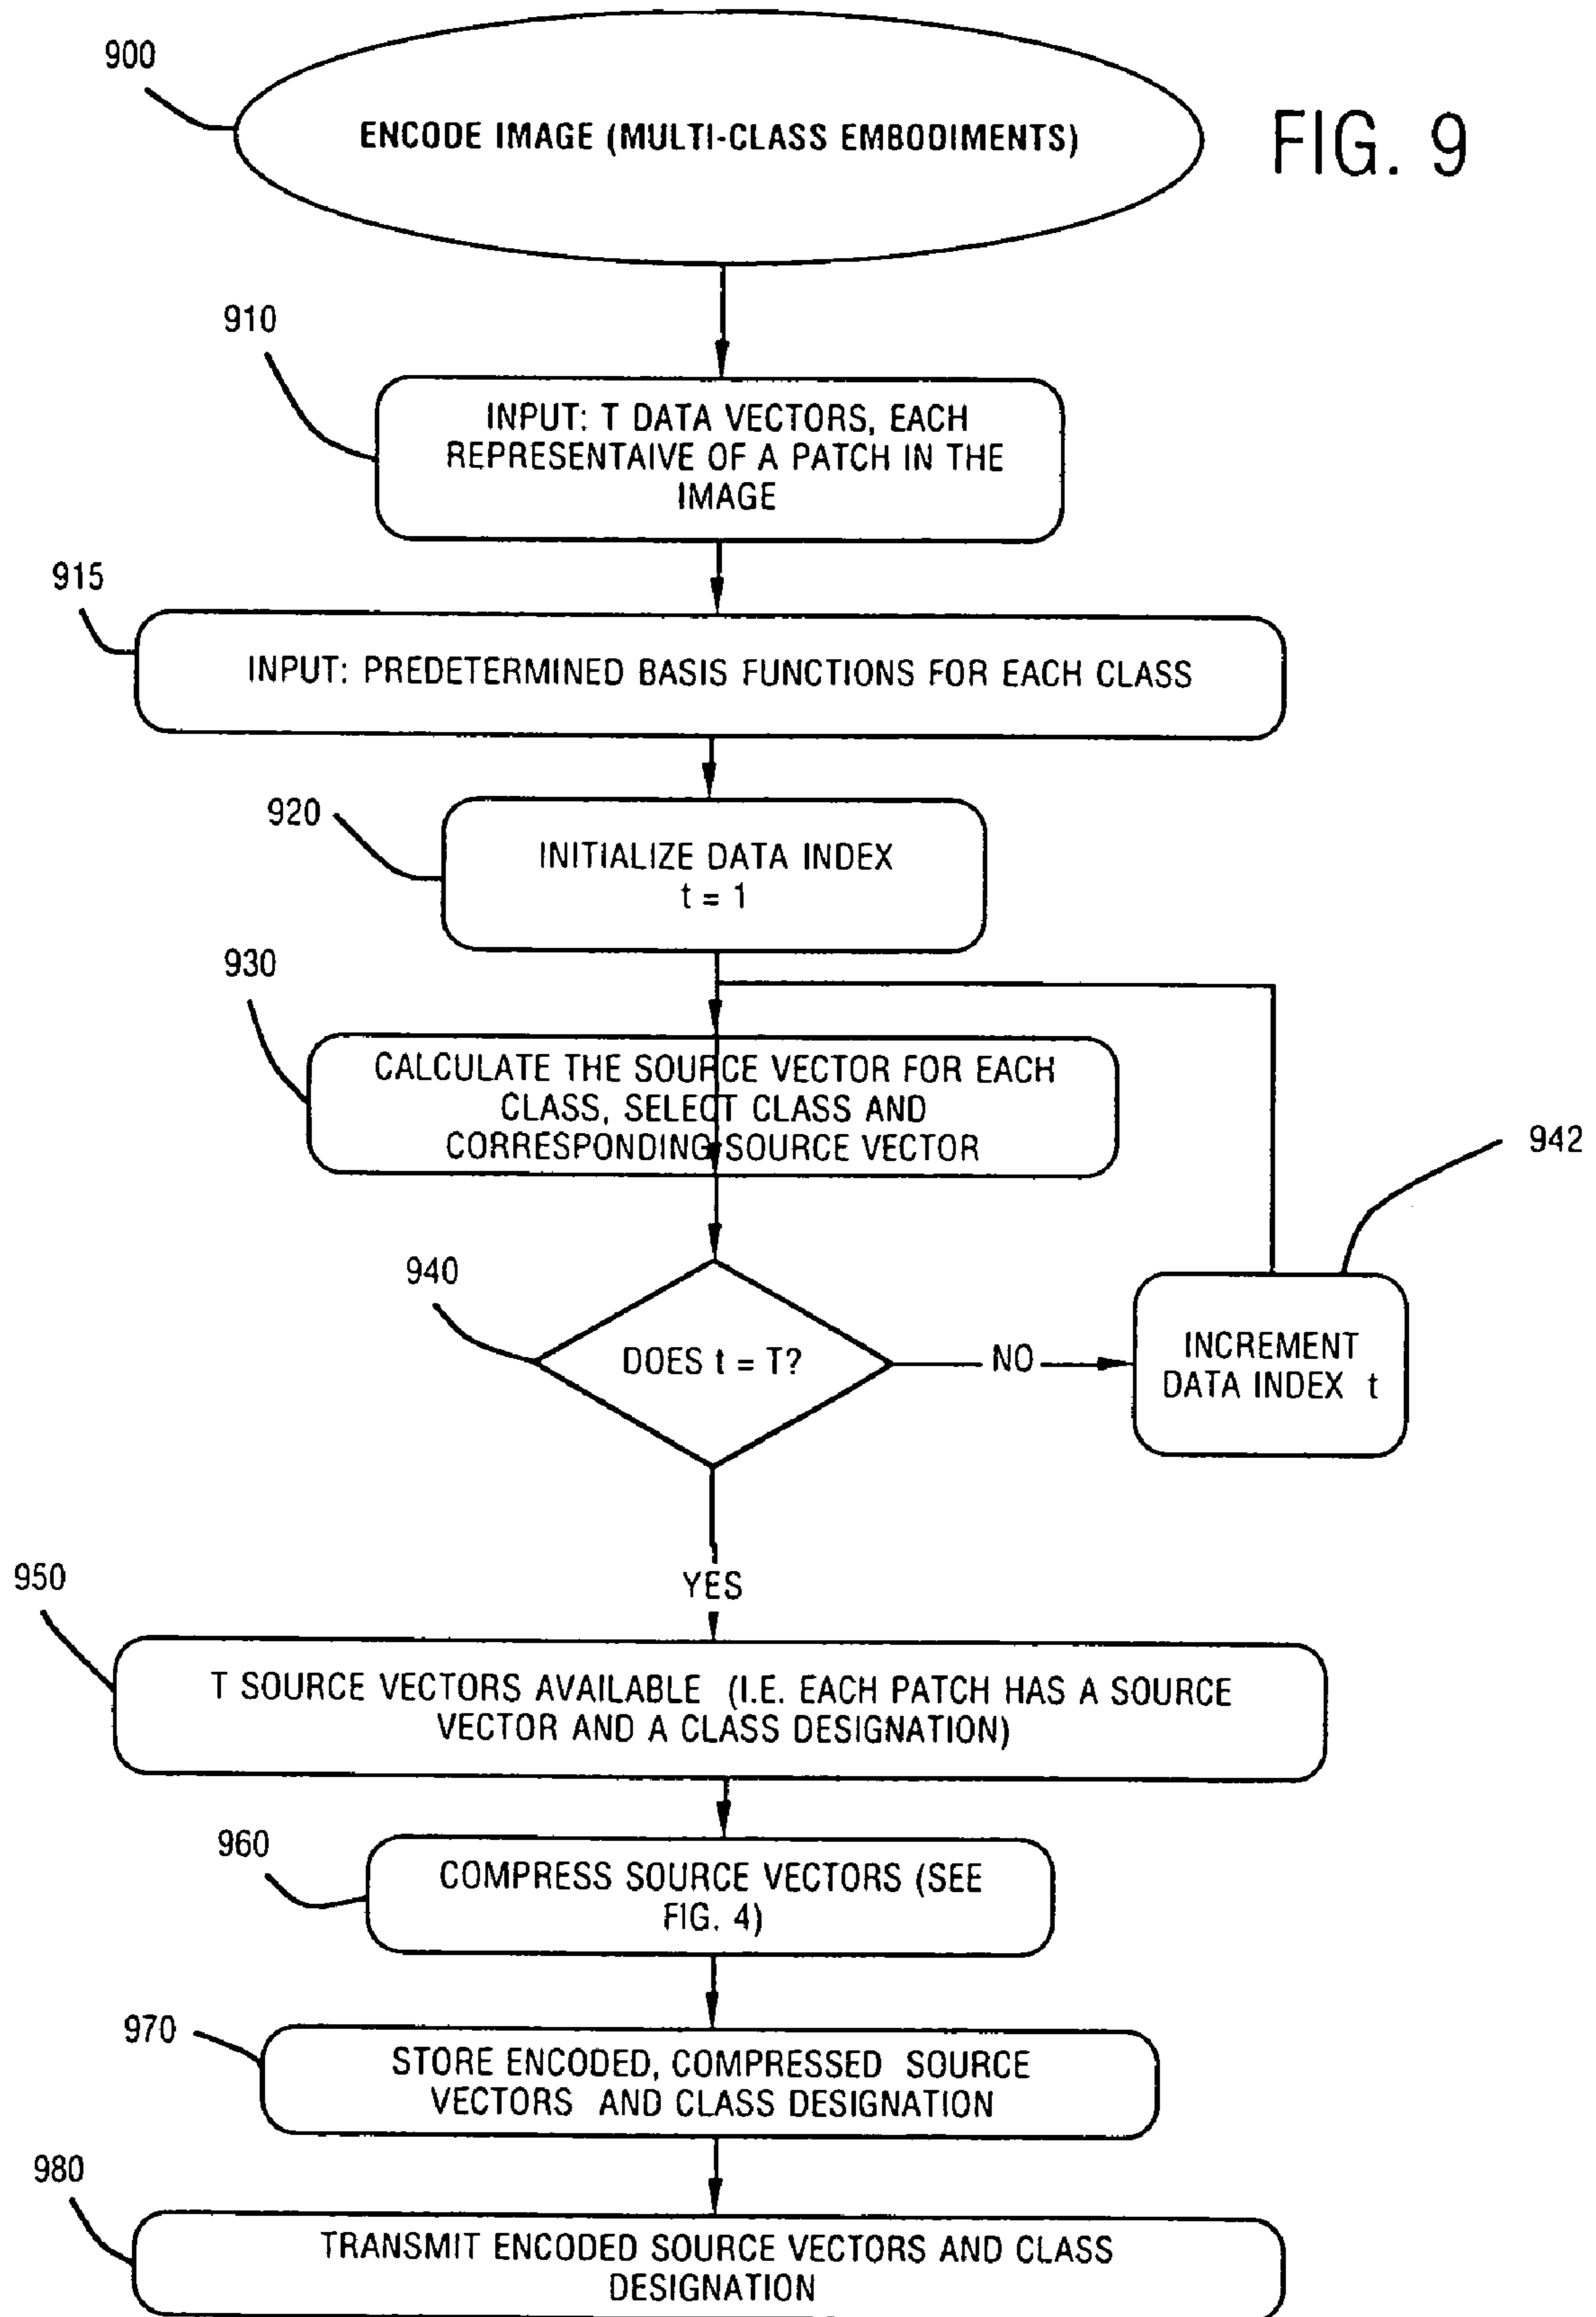 900
ENCODE IMAGE (MULTI-CLASS EMBODIMENTS)
FIG. 9
910
INPUT: T DATA VECTORS, EACH
REPRESENTAIVE OF A PATCH IN THE
IMAGE
915
INPUT: PREDETERMINED BASIS FUNCTIONS FOR EACH CLASS
920
INITIALIZE DATA INDEX
t = 1
930
CALCULATE THE SOURCE VECTOR FOR EACH
CLASS, SELECT CLASS AND
CORRESPONDING SOURCE VECTOR
942
940
DOES t = T?
NO
INCREMENT
DATA INDEX t
YES
950
T SOURCE VECTORS AVAILABLE (I.E. EACH PATCH HAS A SOURCE
VECTOR AND A CLASS DESIGNATION)
960
COMPRESS SOURCE VECTORS (SEE
FIG. 4)
970
STORE ENCODED, COMPRESSED SOURCE
VECTORS AND CLASS DESIGNATION
980
TRANSMIT ENCODED SOURCE VECTORS AND CLASS
DESIGNATION